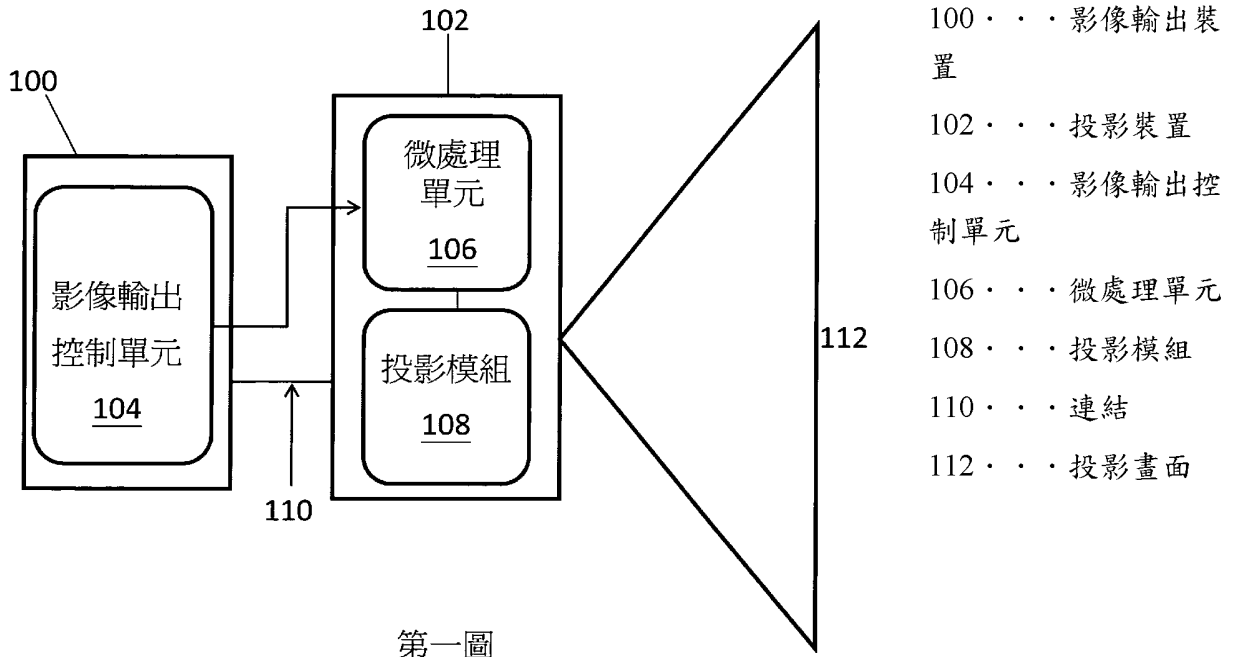 100
102
微處理
單元
106
影像輸出
控制單元
104
投影模組
108
110
112
第一圖
100・・・影像輸出裝
置
102・・・投影裝置
104・・・影像輸出控
制單元
106・・・微處理單元
108・・・投影模組
110・・・連結
112・・・投影畫面